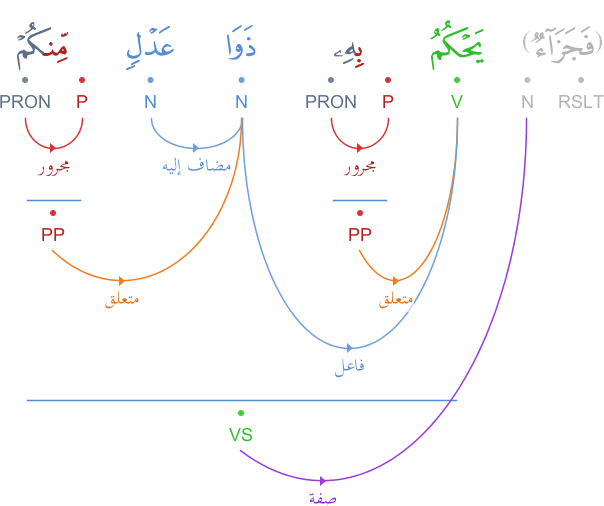 (فَجَزَآءٌ) يَحْكُمُ بِهِۦ ذَوَا عَدْلٍ مِّنكُمْ
PRON P N N PRON P V N RSLT
مجرور مضاف إليه مجرور
PP PP
متعلق متعلق
فاعل
VS
صفة